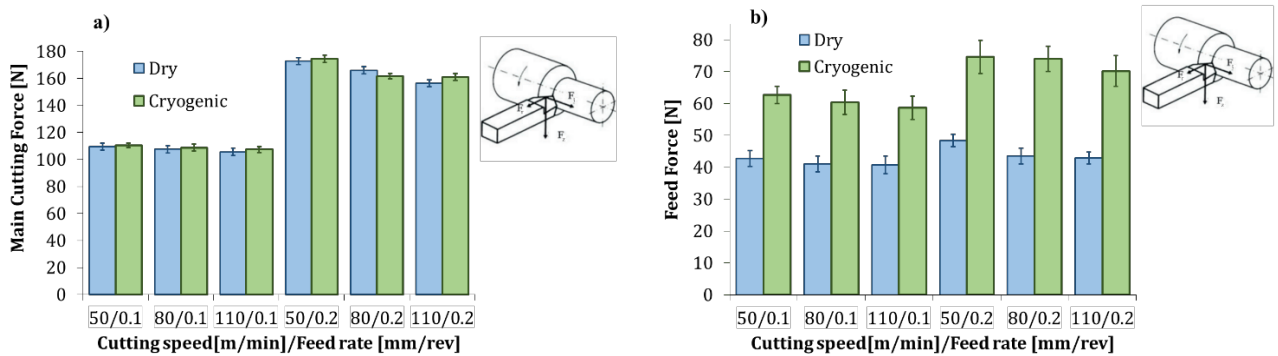 a)
Main Cutting Force [N]
180
160
140
120
100
80
60
40
20
0
Dry
Cryogenic
50/0.1 80/0.1 110/0.1 50/0.2 80/0.2 110/0.2
Cutting speed[m/min]/Feed rate [mm/rev]
b)
Feed Force [N]
80
70
60
50
40
30
20
10
0
Dry
Cryogenic
50/0.1 80/0.1 110/0.1 50/0.2 80/0.2 110/0.2
Cutting speed[m/min]/Feed rate [mm/rev]